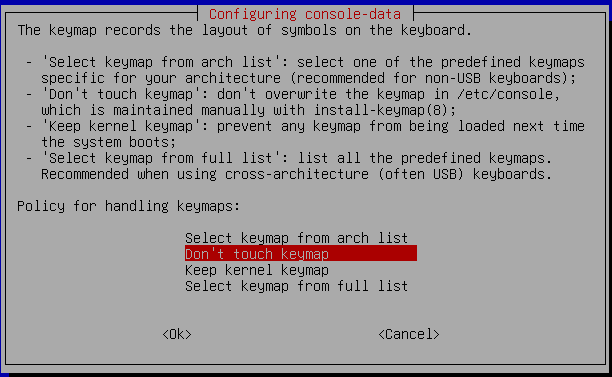 Configuring console-data
The keymap records the layout of symbols on the keyboard.
- 'Select keymap from arch list': select one of the predefined keymaps
specific for your architecture (recommended for non-USB keyboards);
- 'Don't touch keymap': don't overwrite the keymap in /etc/console,
which is maintained manually with install-keymap(8);
- 'Keep kernel keymap': prevent any keymap from being loaded next time
the system boots;
- 'Select keymap from full list': list all the predefined keymaps.
Recommended when using cross-architecture (often USB) keyboards.
Policy for handling keymaps:
Select keymap from arch list
Don't touch keymap
Keep kernel keymap
Select keymap from full list
<Ok> <Cancel>